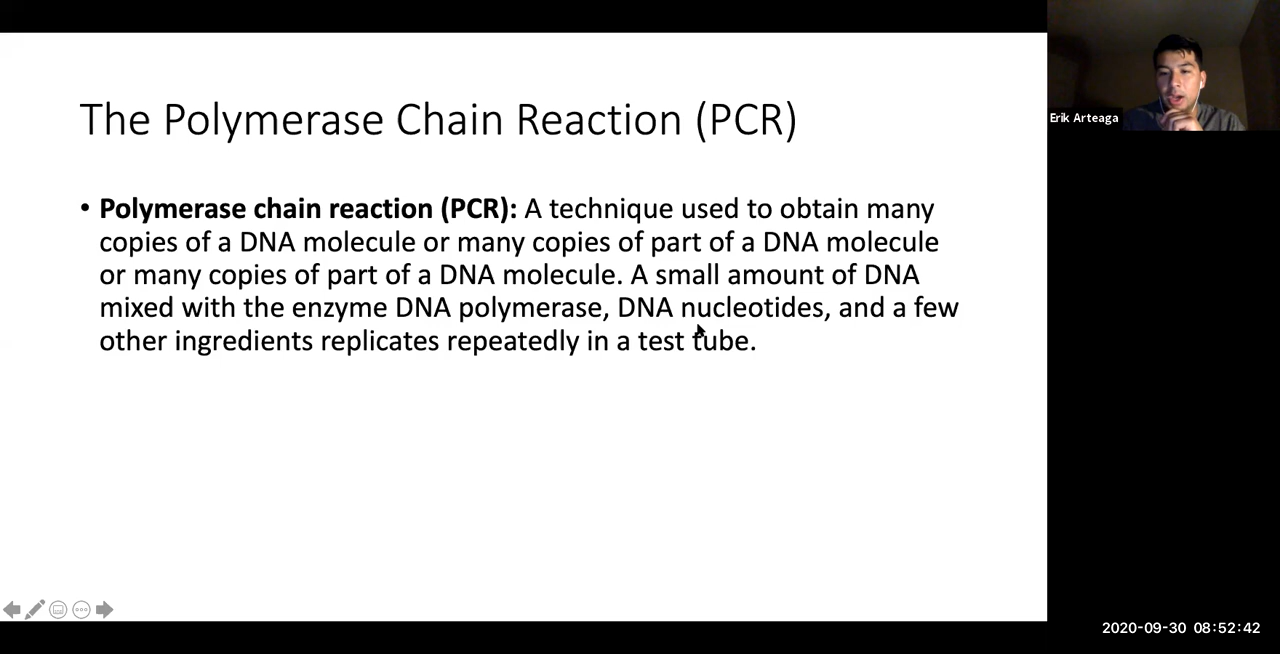 The Polymerase Chain Reaction (PCR)
• Polymerase chain reaction (PCR): A technique used to obtain many
copies of a DNA molecule or many copies of part of a DNA molecule
or many copies of part of a DNA molecule. A small amount of DNA
mixed with the enzyme DNA polymerase, DNA nucleotides, and a few
other ingredients replicates repeatedly in a test tube.
Erik Arteaga
2020-09-30 08:52:42